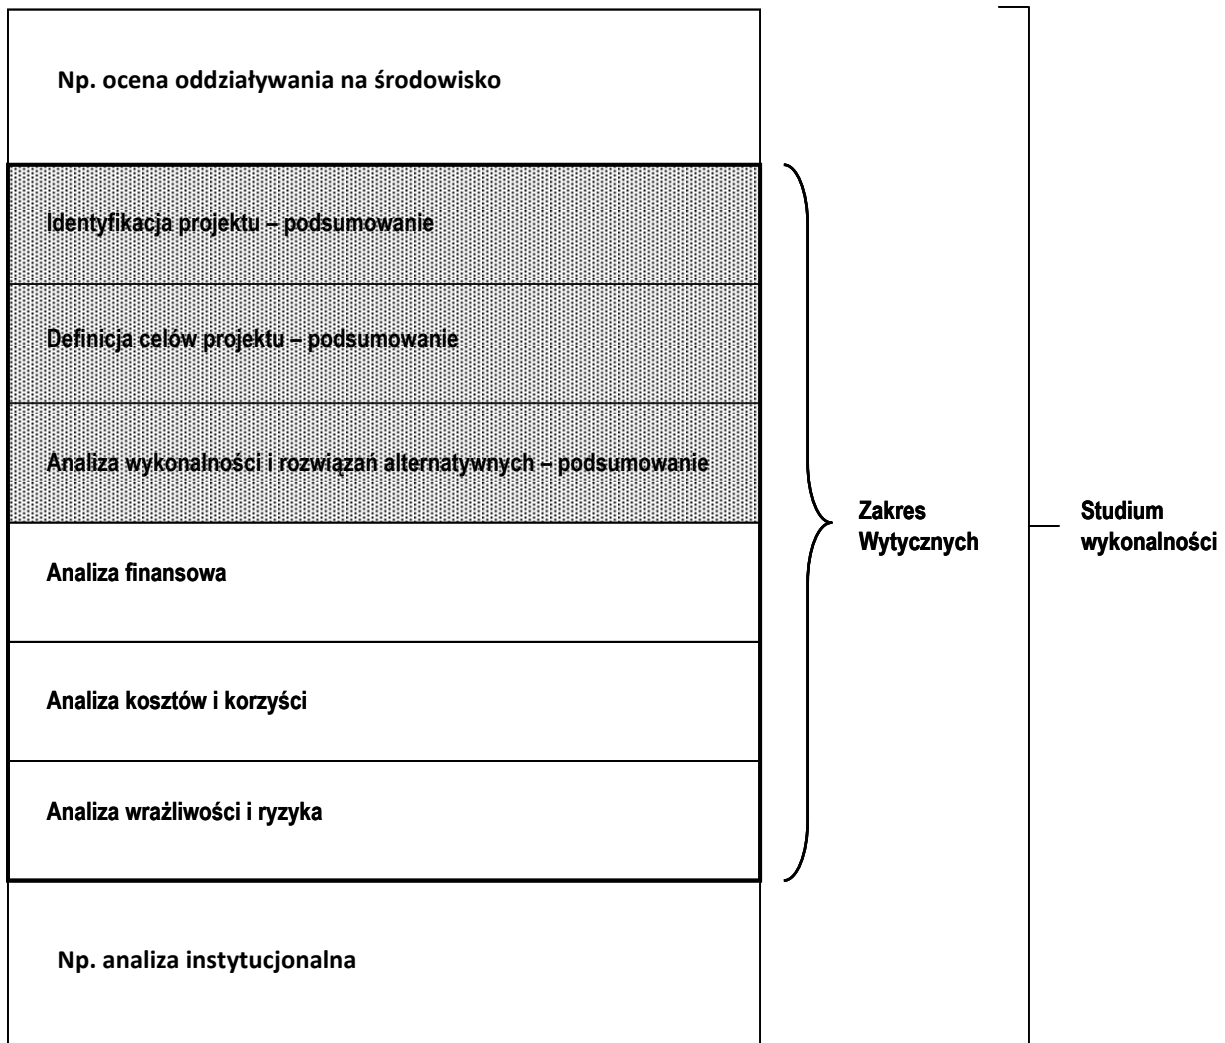 Np. ocena oddziaływania na środowisko
Identyfikacja projektu – podsumowanie
Definicja celów projektu – podsumowanie
Analiza wykonalności i rozwiązań alternatywnych – podsumowanie
Analiza finansowa
Analiza kosztów i korzyści
Analiza wrażliwości i ryzyka
Np. analiza instytucjonalna
Zakres
Wytycznych
Studium
wykonalności